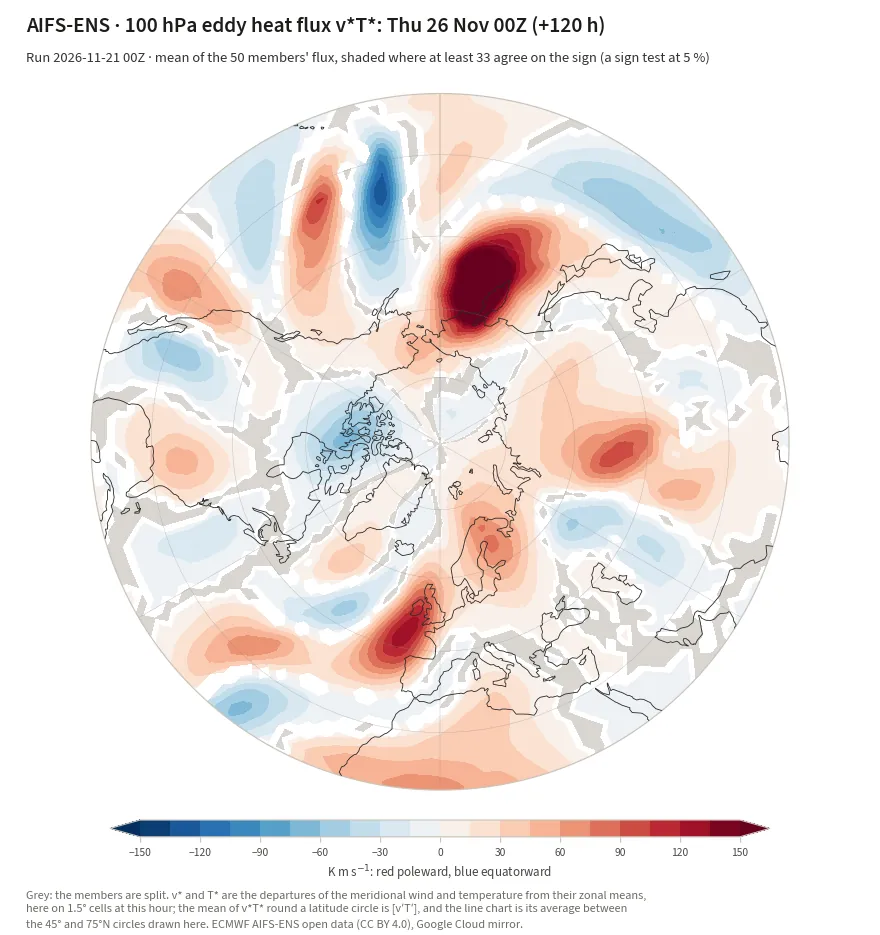 AIFS-ENS · 100 hPa eddy heat flux v*T*: Thu 26 Nov 00Z (+120 h)
Run 2026-11-21 00Z · mean of the 50 members' flux, shaded where at least 33 agree on the sign (a sign test at 5 %)
−150 −120 −90 −60 −30 0 30 60 90 120 150
K m s⁻¹: red poleward, blue equatorward
Grey: the members are split. v* and T* are the departures of the meridional wind and temperature from their zonal means,
here on 1.5° cells at this hour; the mean of v*T* round a latitude circle is [v′T′], and the line chart is its average between
the 45° and 75°N circles drawn here. ECMWF AIFS-ENS open data (CC BY 4.0), Google Cloud mirror.